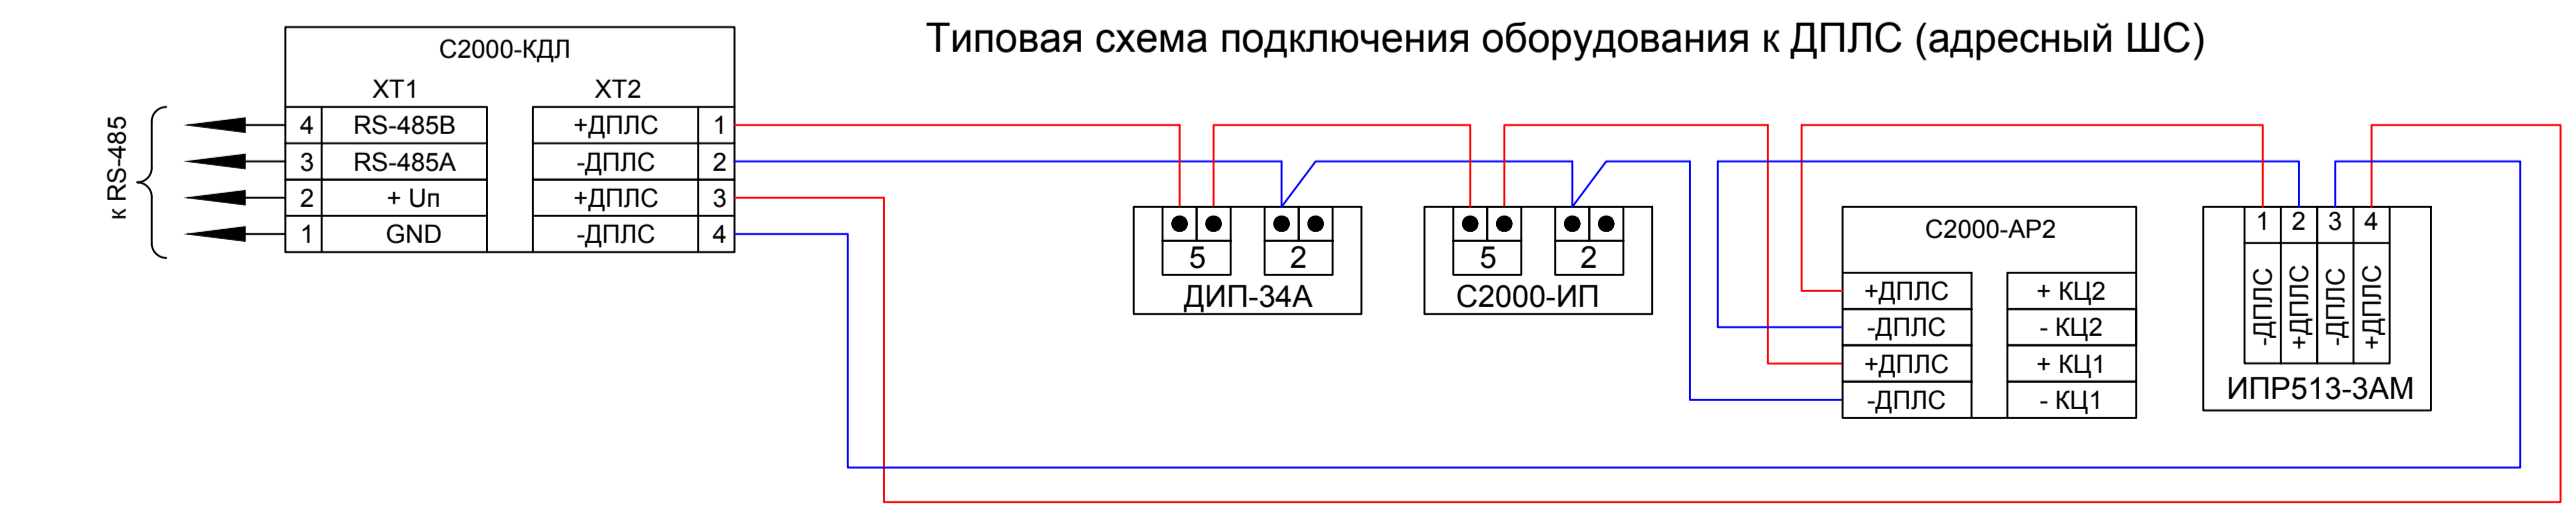 Типовая схема подключения оборудования к ДПЛС (адресный ШС)
С2000-КДЛ
XT1 XT2
к RS-485
4 RS-485B +ДПЛС 1
3 RS-485A -ДПЛС 2
2 + Uп +ДПЛС 3
1 GND -ДПЛС 4
5 2
ДИП-34А
5 2
С2000-ИП
С2000-АР2
+ДПЛС + КЦ2
-ДПЛС - КЦ2
+ДПЛС + КЦ1
-ДПЛС - КЦ1
1 2 3 4
-ДПЛС
+ДПЛС
-ДПЛС
+ДПЛС
ИПР513-3АМ